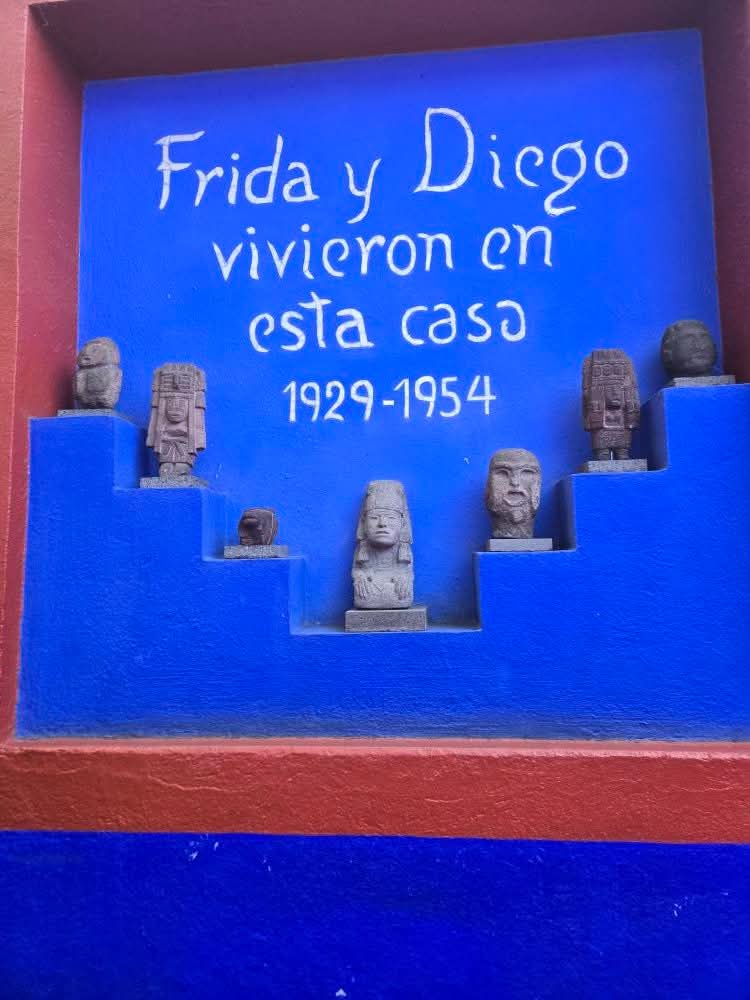 Frida y Diego
vivieron en
esta casa
1929-1954